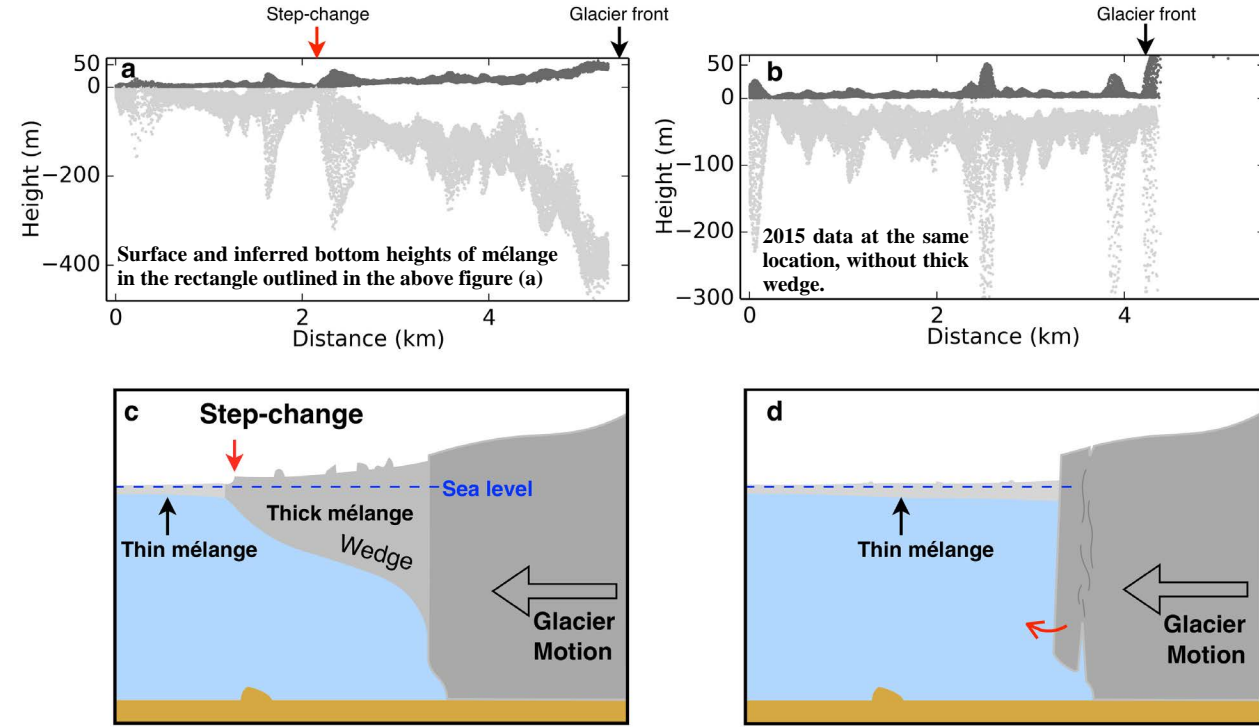 Step-change
Glacier front
a
50
0
−200
−400
Height (m)
Surface and inferred bottom heights of mélange
in the rectangle outlined in the above figure (a)
0
2
4
Distance (km)
Glacier front
b
50
0
−100
−200
−300
Height (m)
2015 data at the same
location, without thick
wedge.
0
2
4
Distance (km)
c
Step-change
Sea level
Thick mélange
Thin mélange
Wedge
Glacier
Motion
d
Thin mélange
Glacier
Motion